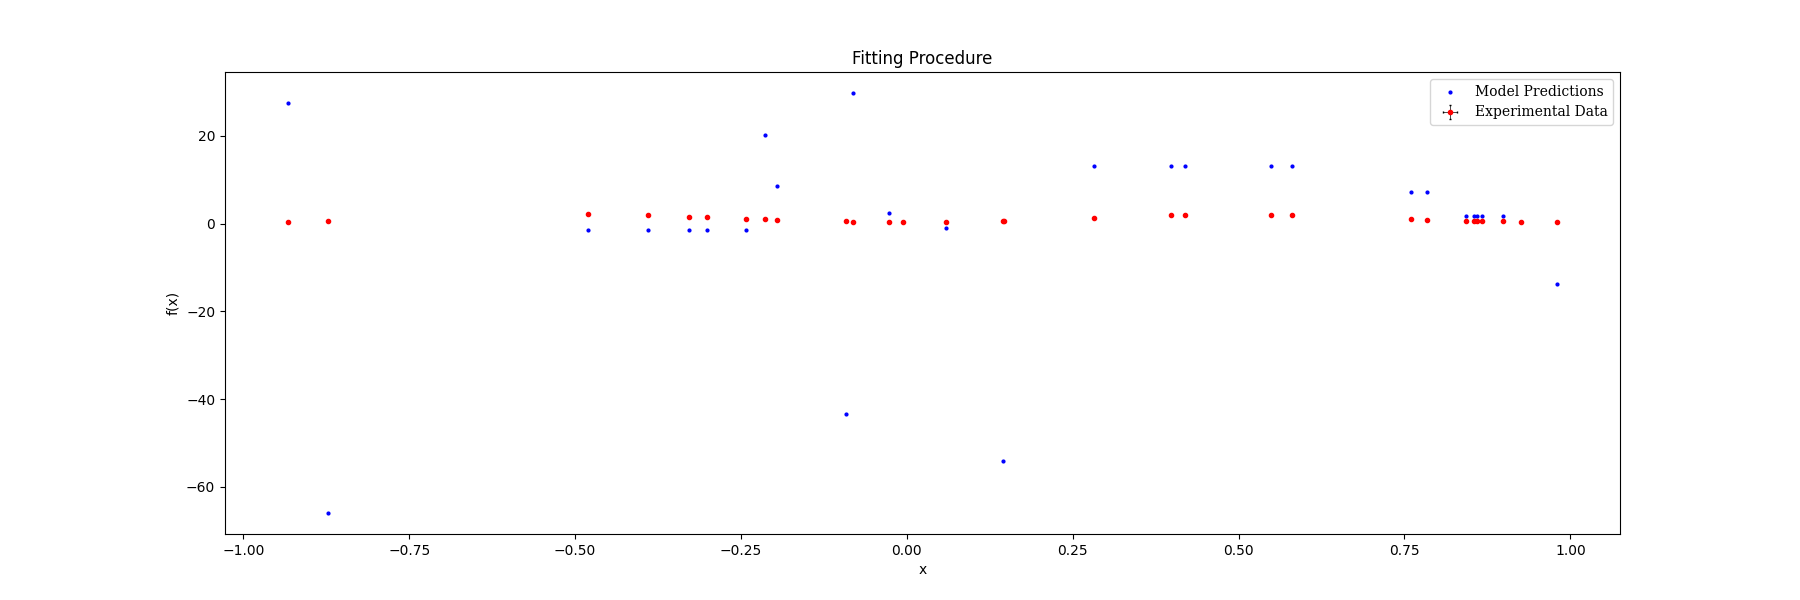 Fitting Procedure
Model Predictions
Experimental Data
f(x)
20
0
−20
−40
−60
−1.00 −0.75 −0.50 −0.25 0.00 0.25 0.50 0.75 1.00
x